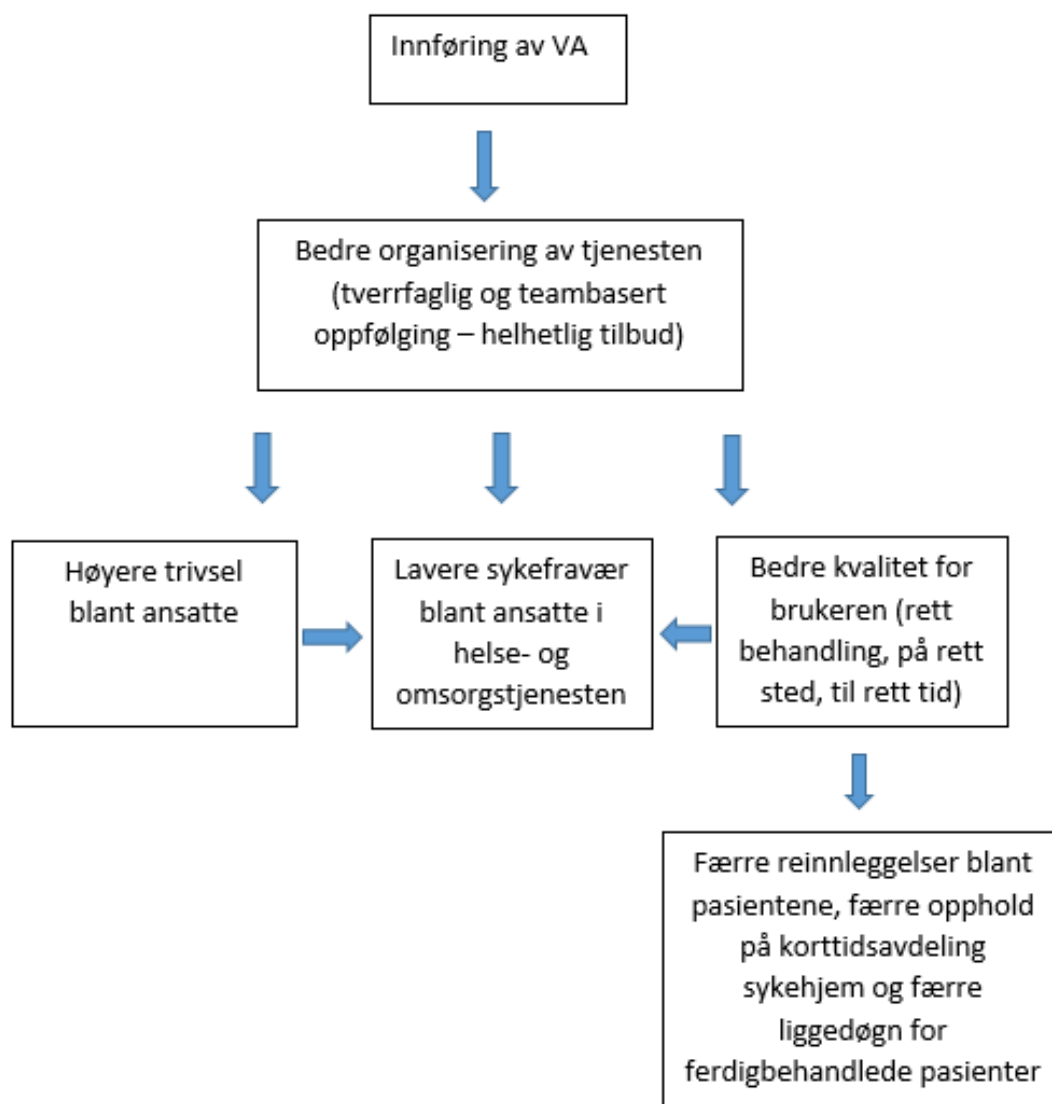 Innføring av VA
Bedre organisering av tjenesten
(tverrfaglig og teambasert
oppfølging – helhetlig tilbud)
Høyere trivsel
blant ansatte
Lavere sykefravær
blant ansatte i
helse- og
omsorgstjenesten
Bedre kvalitet for
brukeren (rett
behandling, på rett
sted, til rett tid)
Færre reinnleggelser blant
pasientene, færre opphold
på korttidsavdeling
sykehjem og færre
liggedøgn for
ferdigbehandlede pasienter